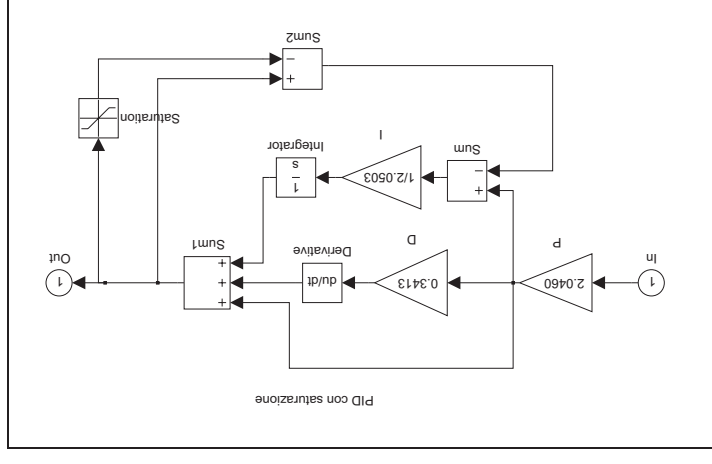 PID con saturazione
1
In
2.0460
P
0.3413
D
du/dt
Derivative
+
+
+
Sum1
1
Out
+
−
Sum
1/2.0503
I
1
s
Integrator
Saturation
+
−
Sum2